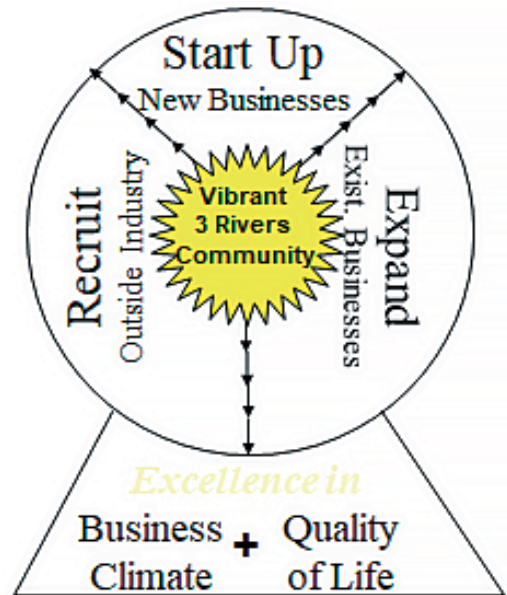 Start Up
New Businesses
Recruit
Outside Industry
Vibrant
3 Rivers
Community
Expand
Exist. Businesses
Excellence in
Business + Quality
Climate of Life